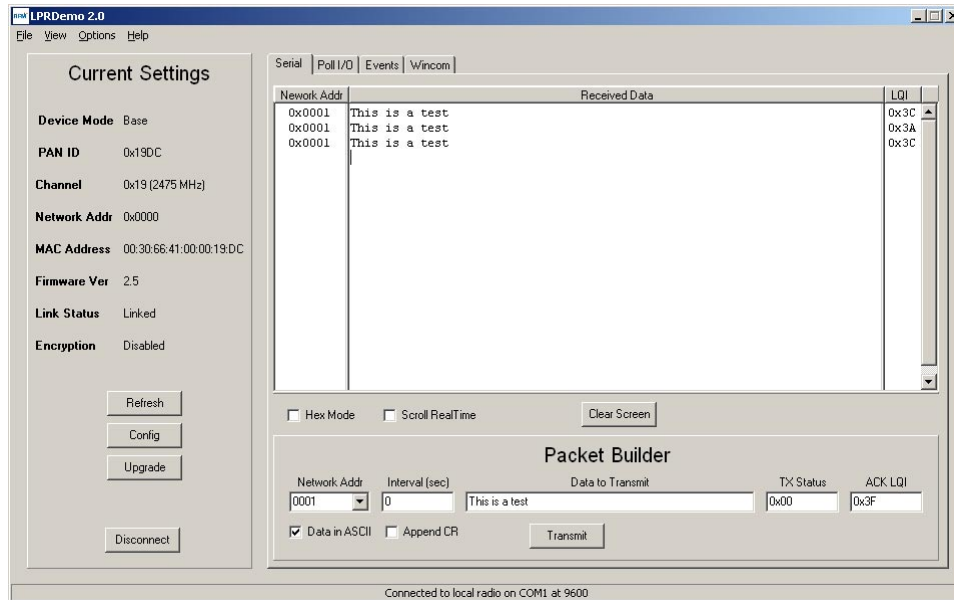 RFM LPRDemo 2.0
File View Options Help
Current Settings
Device Mode Base
PAN ID 0x19DC
Channel 0x19 (2475 MHz)
Network Addr 0x0000
MAC Address 00:30:66:41:00:00:19:DC
Firmware Ver 2.5
Link Status Linked
Encryption Disabled
Refresh
Config
Upgrade
Disconnect
Serial Poll I/O Events Wincom
Nework Addr Received Data LQI
0x0001 This is a test 0x3C
0x0001 This is a test 0x3A
0x0001 This is a test 0x3C
Hex Mode Scroll RealTime Clear Screen
Packet Builder
Network Addr Interval (sec) Data to Transmit TX Status ACK LQI
0001 0 This is a test 0x00 0x3F
Data in ASCII Append CR Transmit
Connected to local radio on COM1 at 9600